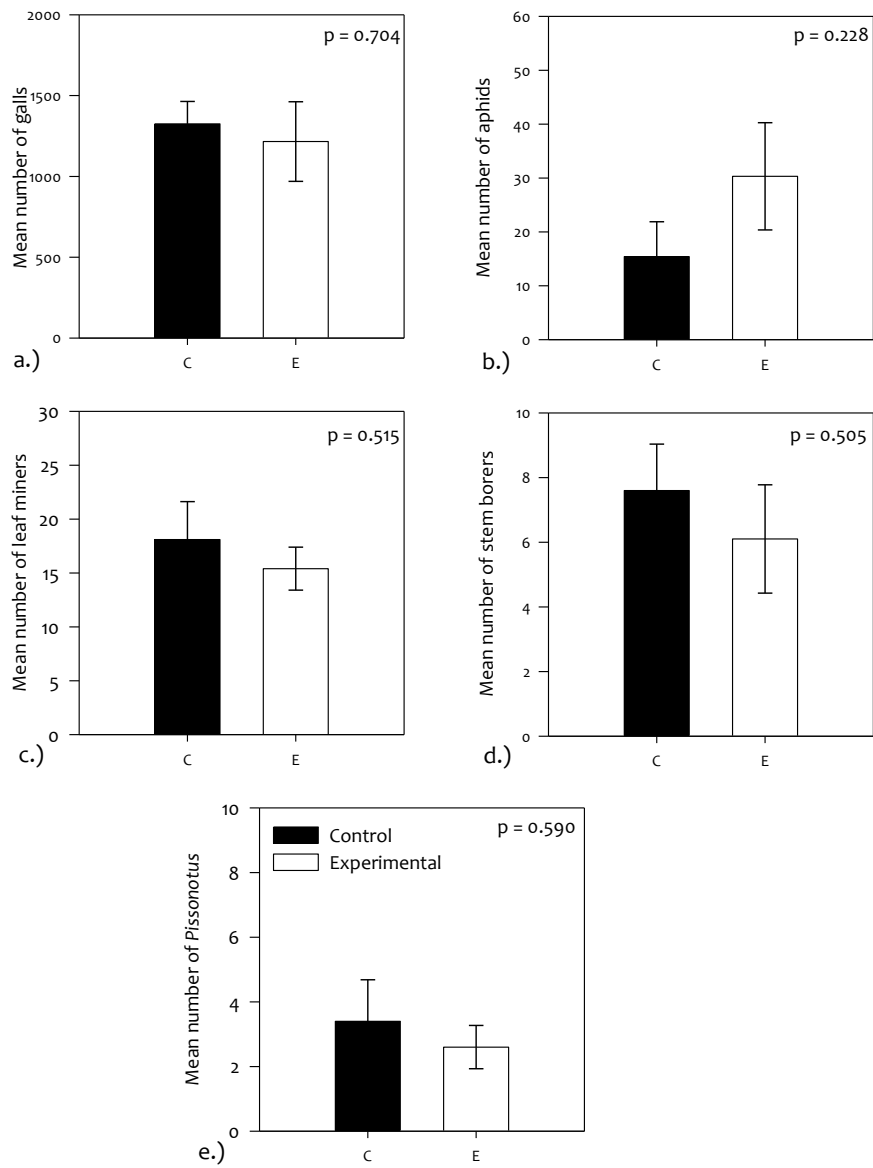 Mean number of galls
2000
1500
1000
500
0
p = 0.704
C E
a.)
Mean number of aphids
60
50
40
30
20
10
0
p = 0.228
C E
b.)
Mean number of leaf miners
30
25
20
15
10
5
0
p = 0.515
C E
c.)
Mean number of stem borers
10
8
6
4
2
0
p = 0.505
C E
d.)
Mean number of Pissonotus
10
8
6
4
2
0
Control
Experimental
p = 0.590
C E
e.)